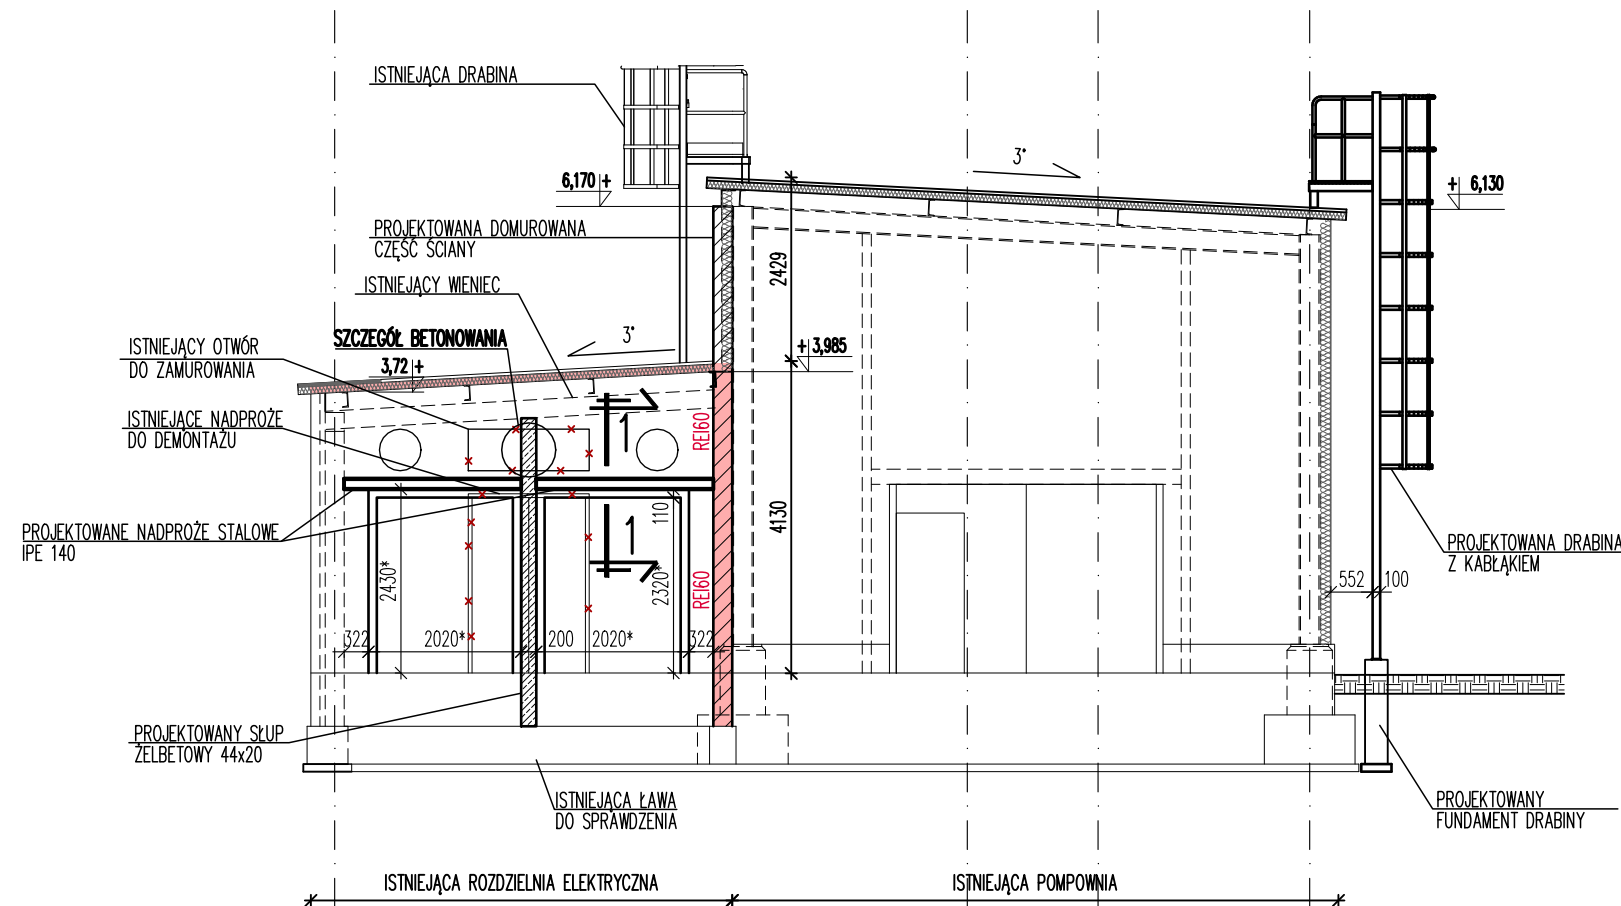 ISTNIEJĄCA DRABINA
3°
6,170 +
+ 6,130
PROJEKTOWANA DOMUROWANA
CZĘŚĆ ŚCIANY
2429
ISTNIEJĄCY WIENIEC
SZCZEGÓŁ BETONOWANIA
3°
ISTNIEJĄCY OTWÓR
DO ZAMUROWANIA
+ 3,985
3,72 +
ISTNIEJĄCE NADPROŻE
DO DEMONTAŻU
1
REI60
PROJEKTOWANE NADPROŻE STALOWE
IPE 140
110
4130
1
PROJEKTOWANA DRABINA
Z KABŁĄKIEM
2430*
2320*
REI60
552
100
322
2020*
200
2020*
322
PROJEKTOWANY SŁUP
ŻELBETOWY 44x20
ISTNIEJĄCA ŁAWA
DO SPRAWDZENIA
PROJEKTOWANY
FUNDAMENT DRABINY
ISTNIEJĄCA ROZDZIELNIA ELEKTRYCZNA
ISTNIEJĄCA POMPOWNIA